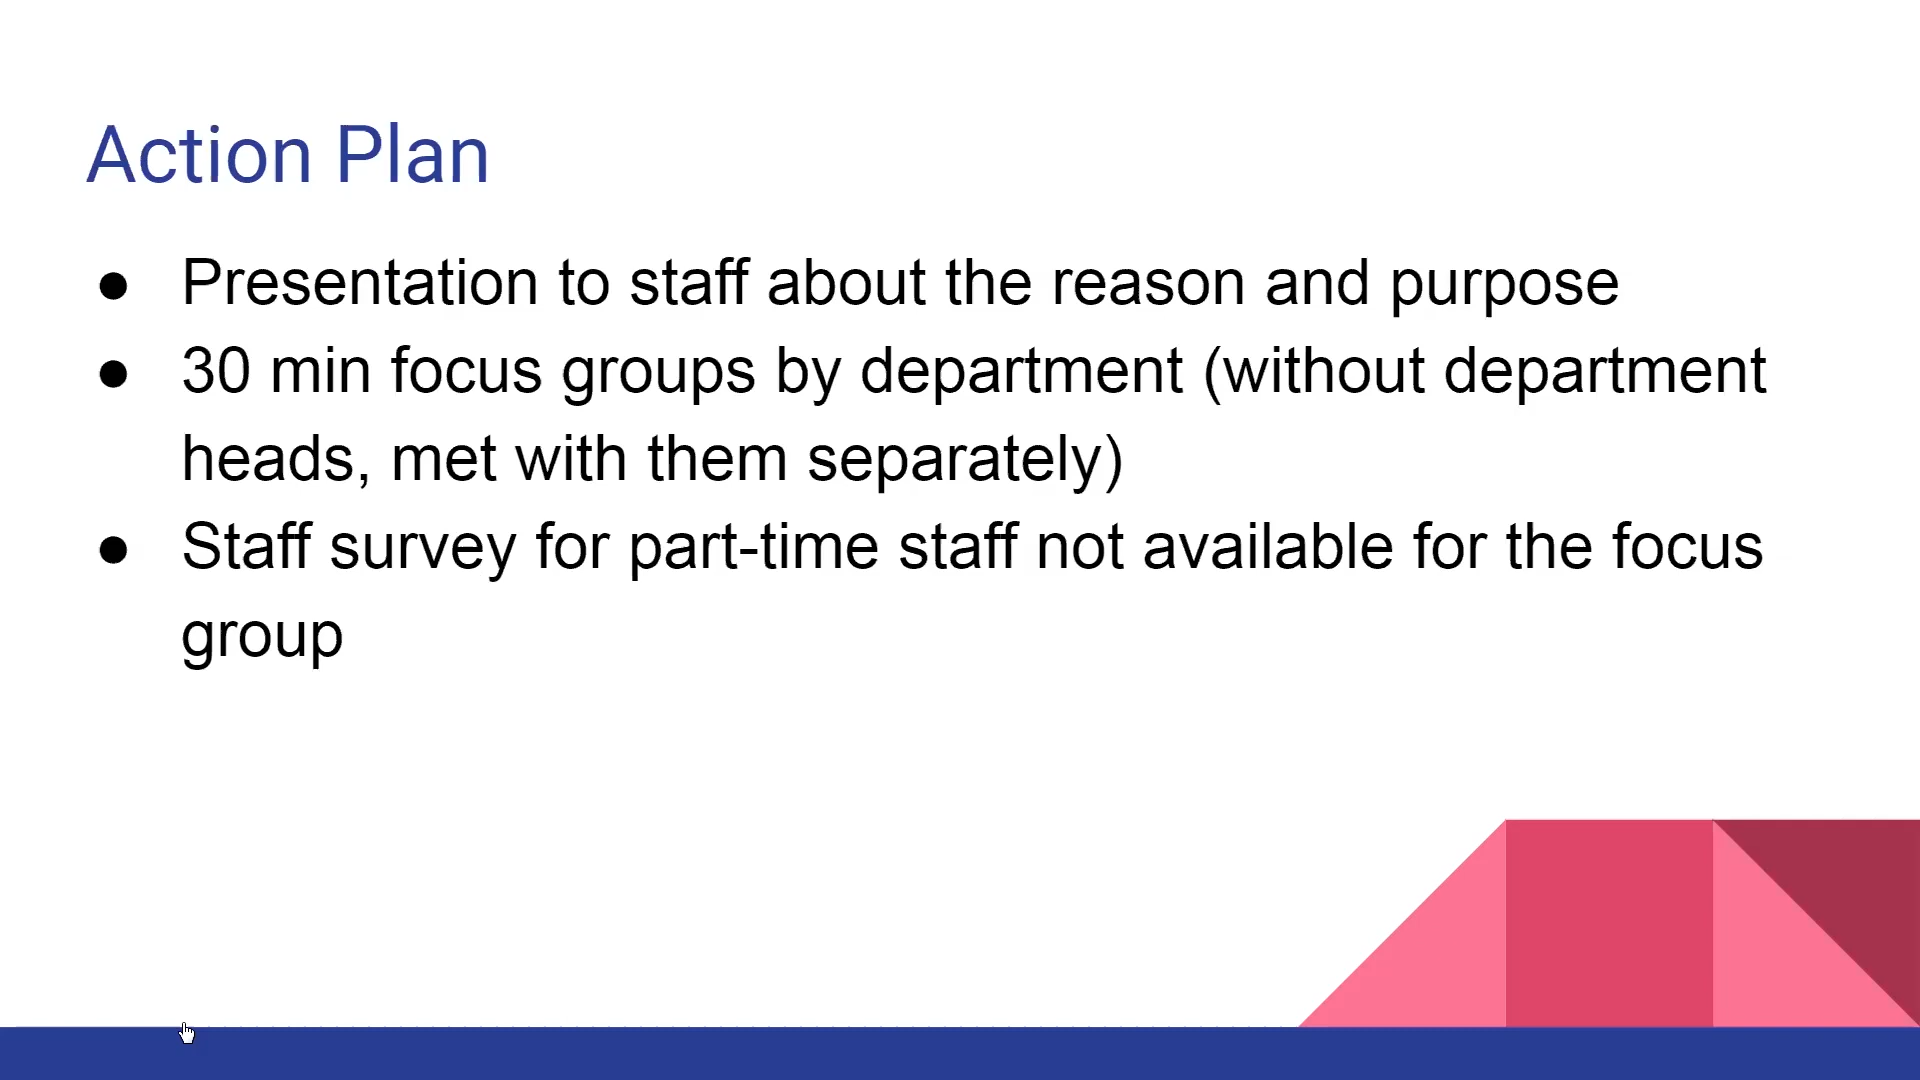 Action Plan
● Presentation to staff about the reason and purpose
● 30 min focus groups by department (without department
heads, met with them separately)
● Staff survey for part-time staff not available for the focus
group